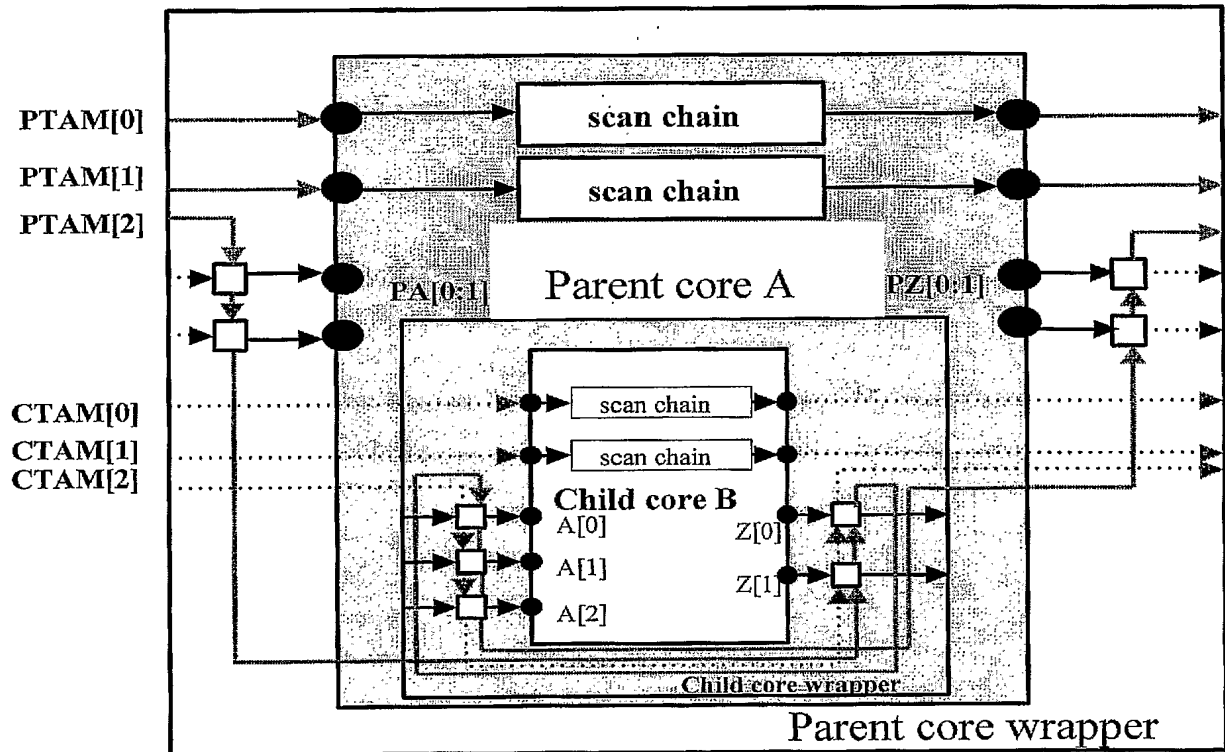 PTAM[0]
scan chain
PTAM[1]
scan chain
PTAM[2]
PA[0:1]
Parent core A
PZ[0:1]
CTAM[0]
scan chain
CTAM[1]
scan chain
CTAM[2]
Child core B
A[0]
Z[0]
A[1]
Z[1]
A[2]
Child core wrapper
Parent core wrapper